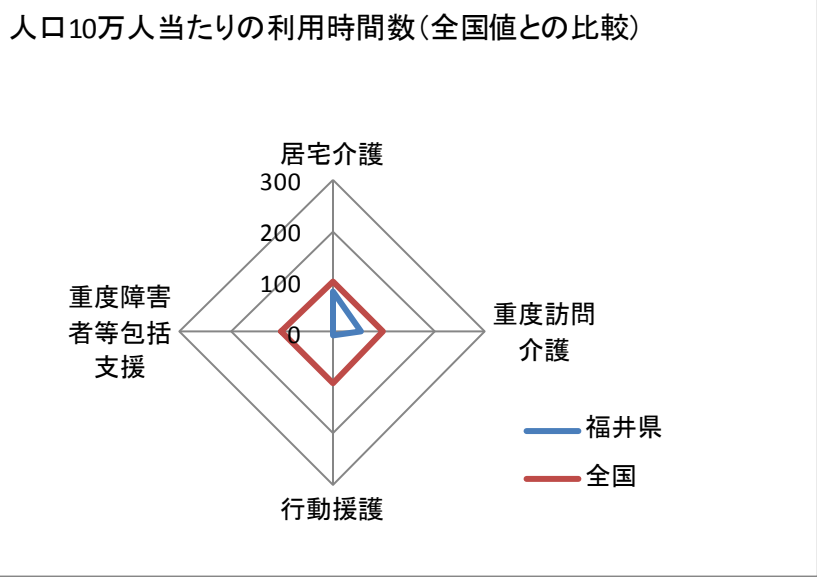 人口10万人当たりの利用時間数(全国値との比較)
居宅介護
300
200
100
0
重度障害
者等包括
支援
重度訪問
介護
行動援護
福井県
全国